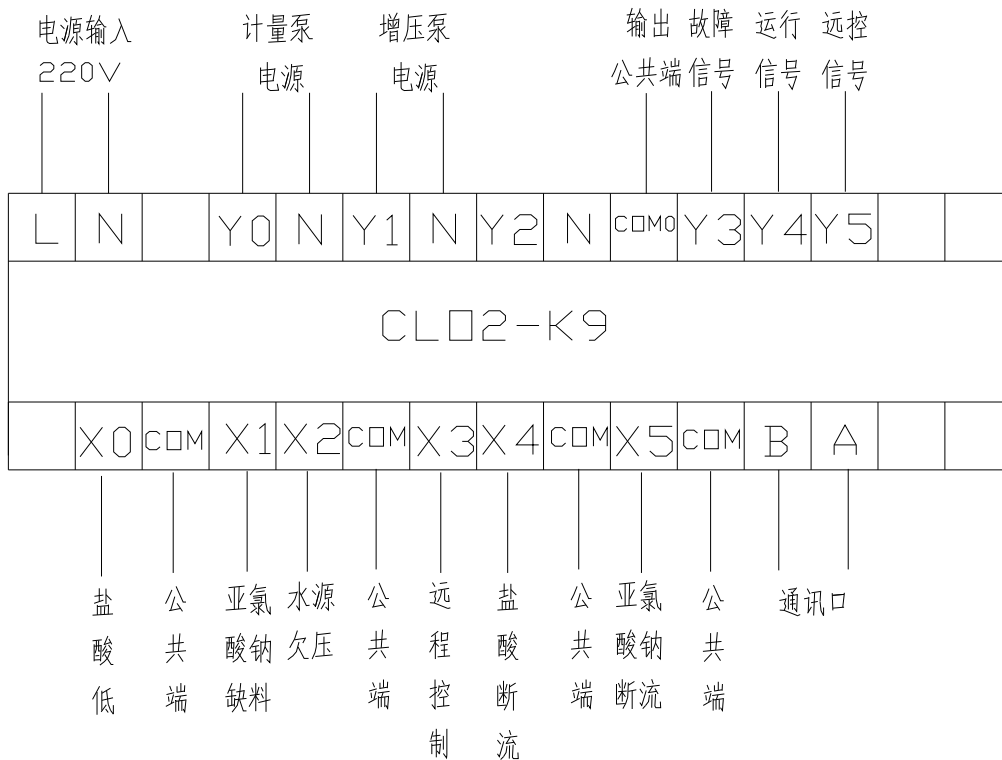 电源输入
220V
计量泵
电源
增压泵
电源
输出
公共端
故障
信号
运行
信号
远控
信号
L N Y0 N Y1 N Y2 N COM0 Y3 Y4 Y5
CLO2-K9
X0 COM X1 X2 COM X3 X4 COM X5 COM B A
盐
酸
低
公
共
端
亚氯
酸钠
缺料
水源
欠压
公
共
端
远
程
控
制
盐
酸
断
流
公
共
端
亚氯
酸钠
断流
公
共
端
通讯口